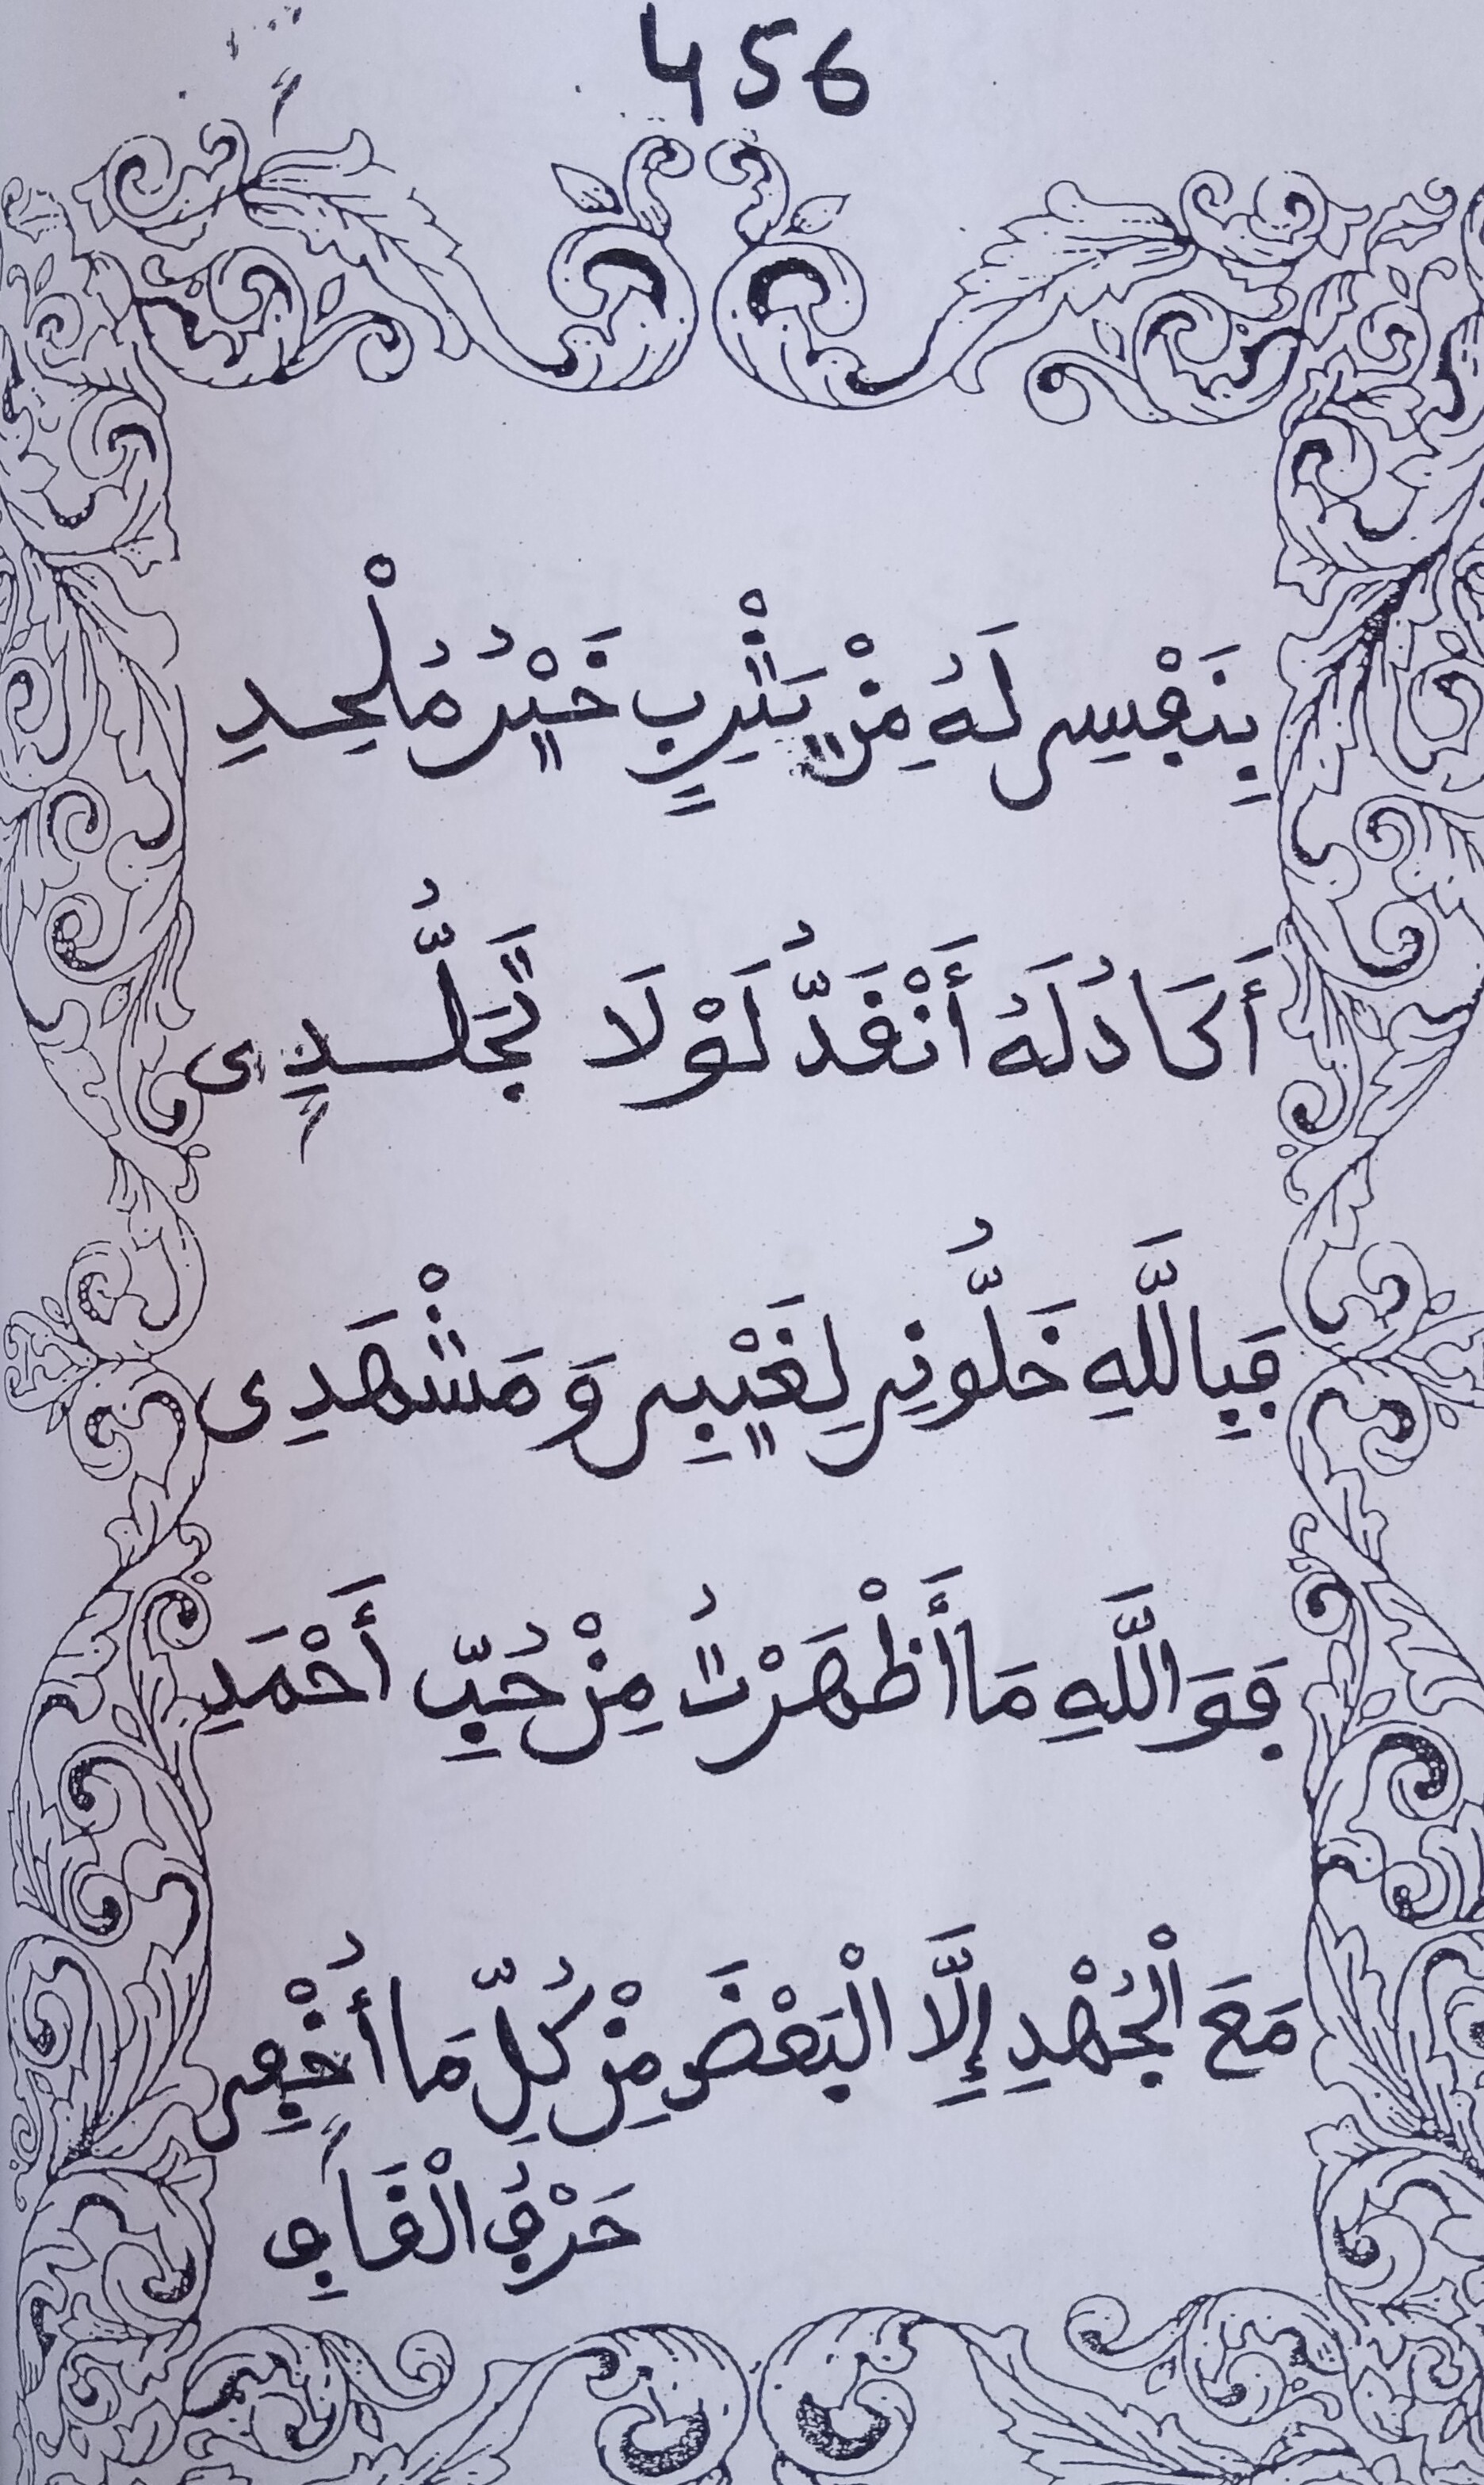 456
بِنَفْسِي لَهُ مِنْ يَثْرِبٍ خَيْرُ مُلْحِدِ
أَكَادُ لَهُ أَنْقَدُّ لَوْلَا تَجَلُّدِي
فَبِاللَّهِ خَلُّونِي لِغَيْبِي وَمَشْهَدِي
فَوَاللَّهِ مَا أَظْهَرْتُ مِنْ حُبِّ أَحْمَدِ
مَعَ الْجُهْدِ إِلَّا الْبَعْضَ مِنْ كُلِّ مَا أُخْفِي
حَرْفُ الْقَافِ